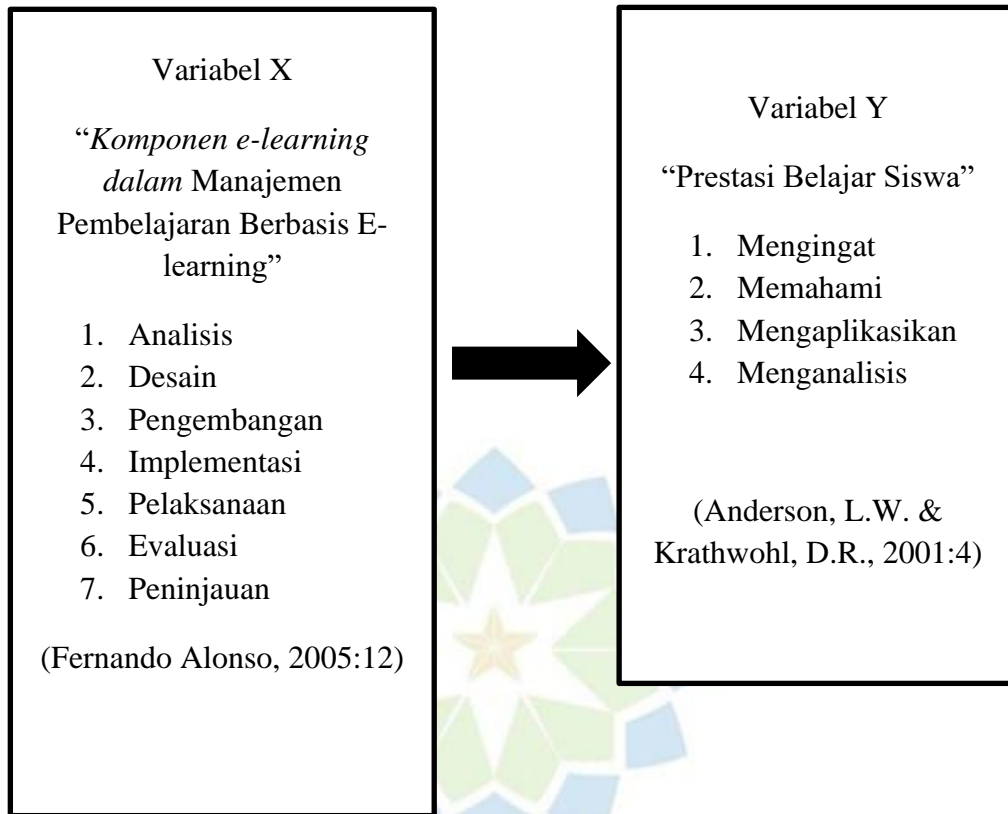 Variabel X
“Komponen e-learning
dalam Manajemen
Pembelajaran Berbasis E-
learning”
1. Analisis
2. Desain
3. Pengembangan
4. Implementasi
5. Pelaksanaan
6. Evaluasi
7. Peninjauan
(Fernando Alonso, 2005:12)
Variabel Y
“Prestasi Belajar Siswa”
1. Mengingat
2. Memahami
3. Mengaplikasikan
4. Menganalisis
(Anderson, L.W. &
Krathwohl, D.R., 2001:4)